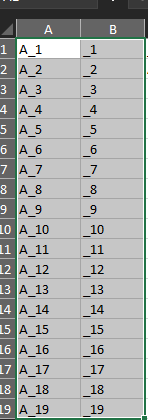 A B
1 A_1 _1
2 A_2 _2
3 A_3 _3
4 A_4 _4
5 A_5 _5
6 A_6 _6
7 A_7 _7
8 A_8 _8
9 A_9 _9
10 A_10 _10
11 A_11 _11
12 A_12 _12
13 A_13 _13
14 A_14 _14
15 A_15 _15
16 A_16 _16
17 A_17 _17
18 A_18 _18
19 A_19 _19